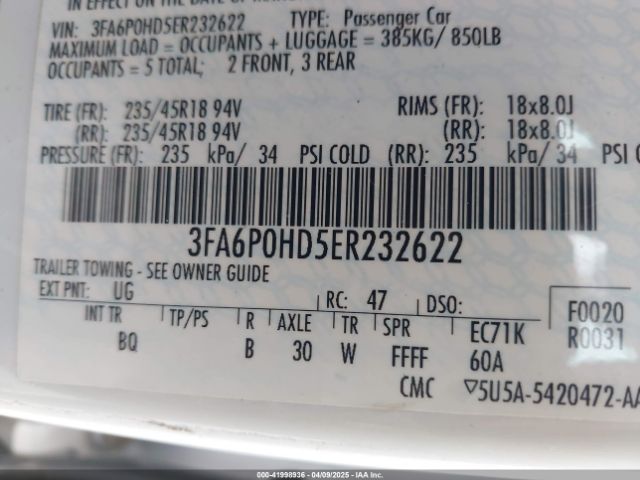 IN EFFECT ON THE DATE OF
VIN: 3FA6P0HD5ER232622 TYPE: Passenger Car
MAXIMUM LOAD = OCCUPANTS + LUGGAGE = 385KG/ 850LB
OCCUPANTS = 5 TOTAL; 2 FRONT, 3 REAR
TIRE (FR): 235/45R18 94V RIMS (FR): 18x8.0J
(RR): 235/45R18 94V (RR): 18x8.0J
PRESSURE (FR): 235 kPa/ 34 PSI COLD (RR): 235 kPa/ 34 PSI
3FA6P0HD5ER232622
TRAILER TOWING - SEE OWNER GUIDE
EXT PNT: UG RC: 47 DSO: F0020
INT TR TP/PS R AXLE TR SPR EC71K R0031
BQ B 30 W FFFF 60A
CMC ▽5U5A-5420472-AA
000-41998936 - 04/09/2025 - IAAI.COM